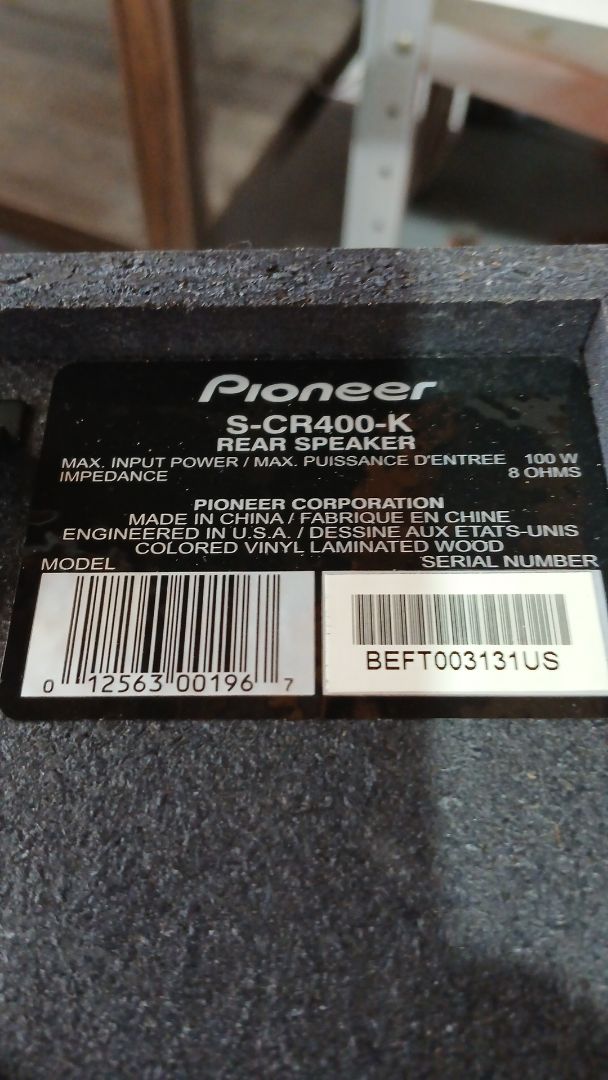 Pioneer
S-CR400-K
REAR SPEAKER
MAX. INPUT POWER / MAX. PUISSANCE D'ENTREE 100 W
IMPEDANCE 8 OHMS
PIONEER CORPORATION
MADE IN CHINA / FABRIQUE EN CHINE
ENGINEERED IN U.S.A. / DESSINE AUX ETATS-UNIS
COLORED VINYL LAMINATED WOOD
MODEL SERIAL NUMBER
0 12563 00196 7
BEFT003131US